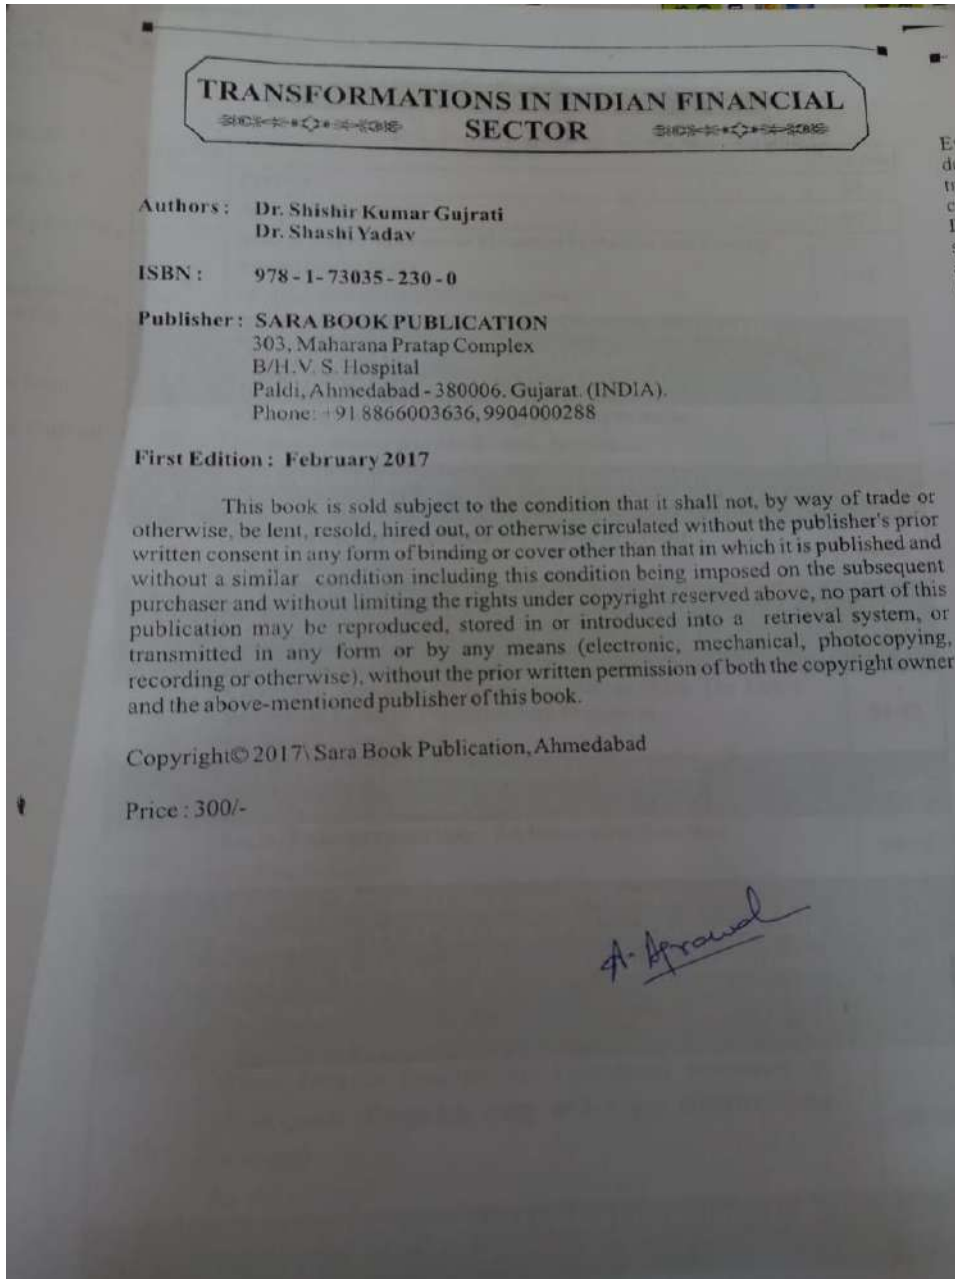 TRANSFORMATIONS IN INDIAN FINANCIAL
SECTOR
Authors : Dr. Shishir Kumar Gujrati
Dr. Shashi Yadav
ISBN : 978 - 1- 73035 - 230 - 0
Publisher : SARA BOOK PUBLICATION
303, Maharana Pratap Complex
B/H.V. S. Hospital
Paldi, Ahmedabad - 380006. Gujarat. (INDIA).
Phone: +91 8866003636, 9904000288
First Edition : February 2017
This book is sold subject to the condition that it shall not, by way of trade or
otherwise, be lent, resold, hired out, or otherwise circulated without the publisher's prior
written consent in any form of binding or cover other than that in which it is published and
without a similar condition including this condition being imposed on the subsequent
purchaser and without limiting the rights under copyright reserved above, no part of this
publication may be reproduced, stored in or introduced into a retrieval system, or
transmitted in any form or by any means (electronic, mechanical, photocopying,
recording or otherwise), without the prior written permission of both the copyright owner
and the above-mentioned publisher of this book.
Copyright© 2017\ Sara Book Publication, Ahmedabad
Price : 300/-
A. Agrawal